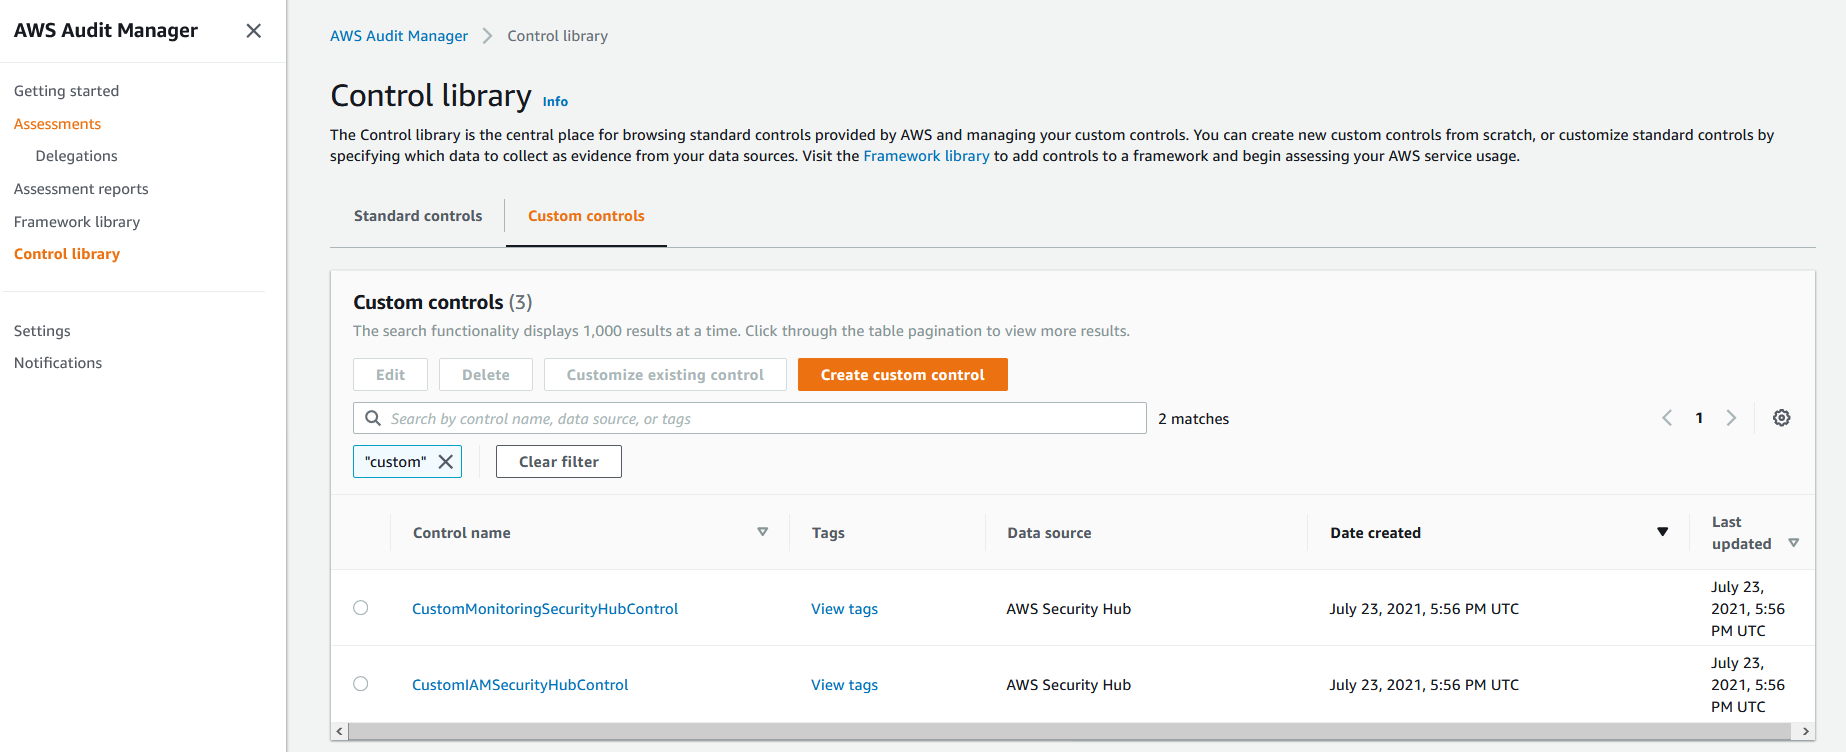 AWS Audit Manager
Getting started
Assessments
Delegations
Assessment reports
Framework library
Control library
Settings
Notifications
AWS Audit Manager > Control library
Control library Info
The Control library is the central place for browsing standard controls provided by AWS and managing your custom controls. You can create new custom controls from scratch, or customize standard controls by
specifying which data to collect as evidence from your data sources. Visit the Framework library to add controls to a framework and begin assessing your AWS service usage.
Standard controls Custom controls
Custom controls (3)
The search functionality displays 1,000 results at a time. Click through the table pagination to view more results.
Edit Delete Customize existing control Create custom control
Search by control name, data source, or tags 2 matches 1
"custom" Clear filter
Control name Tags Data source Date created Last
updated
CustomMonitoringSecurityHubControl View tags AWS Security Hub July 23, 2021, 5:56 PM UTC July 23,
2021, 5:56
PM UTC
CustomIAMSecurityHubControl View tags AWS Security Hub July 23, 2021, 5:56 PM UTC July 23,
2021, 5:56
PM UTC